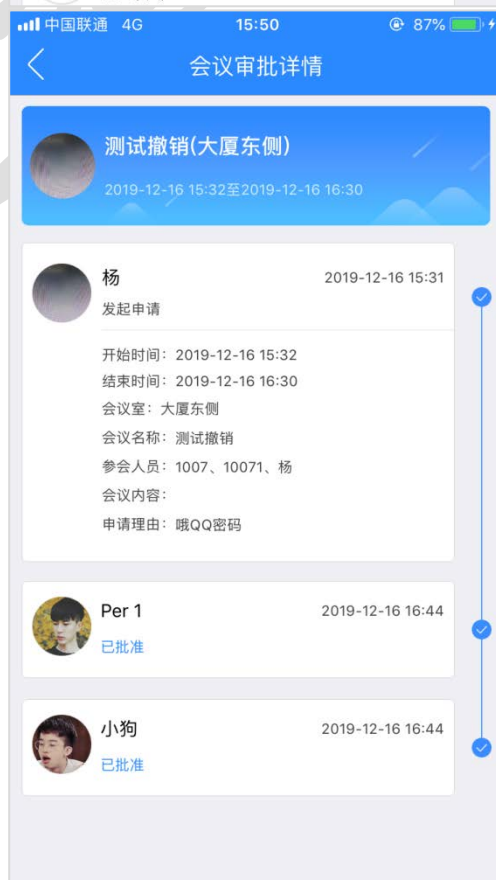 中国联通 4G 15:50 87%
会议审批详情
测试撤销(大厦东侧)
2019-12-16 15:32至2019-12-16 16:30
杨 2019-12-16 15:31
发起申请
开始时间：2019-12-16 15:32
结束时间：2019-12-16 16:30
会议室：大厦东侧
会议名称：测试撤销
参会人员：1007、10071、杨
会议内容：
申请理由：哦QQ密码
Per 1 2019-12-16 16:44
已批准
小狗 2019-12-16 16:44
已批准